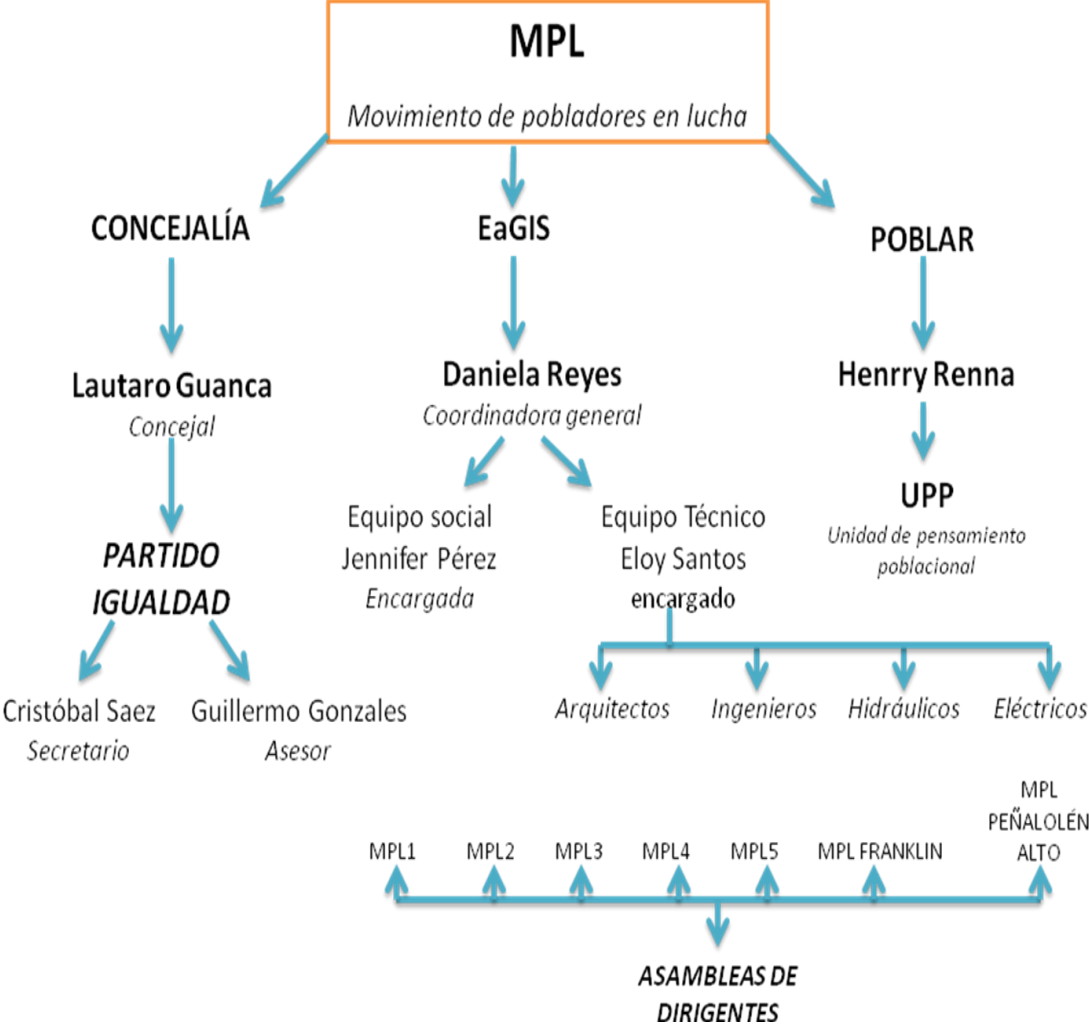 MPL
Movimiento de pobladores en lucha
CONCEJALÍA
Lautaro Guanca
Concejal
PARTIDO
IGUALDAD
Cristóbal Saez
Secretario
Guillermo Gonzales
Asesor
EaGIS
Daniela Reyes
Coordinadora general
Equipo social
Jennifer Pérez
Encargada
Equipo Técnico
Eloy Santos
encargado
Arquitectos
Ingenieros
Hidráulicos
Eléctricos
POBLAR
Henrry Renna
UPP
Unidad de pensamiento
poblacional
MPL1
MPL2
MPL3
MPL4
MPL5
MPL FRANKLIN
MPL
PEÑALOLÉN
ALTO
ASAMBLEAS DE
DIRIGENTES